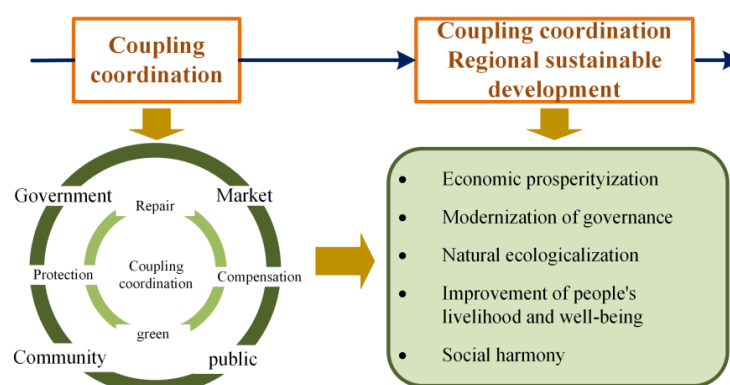 Coupling
coordination
Coupling coordination
Regional sustainable
development
Government
Market
Repair
Protection
Coupling
coordination
Compensation
green
Community
public
• Economic prosperityization
• Modernization of governance
• Natural ecologicalization
• Improvement of people's
livelihood and well-being
• Social harmony